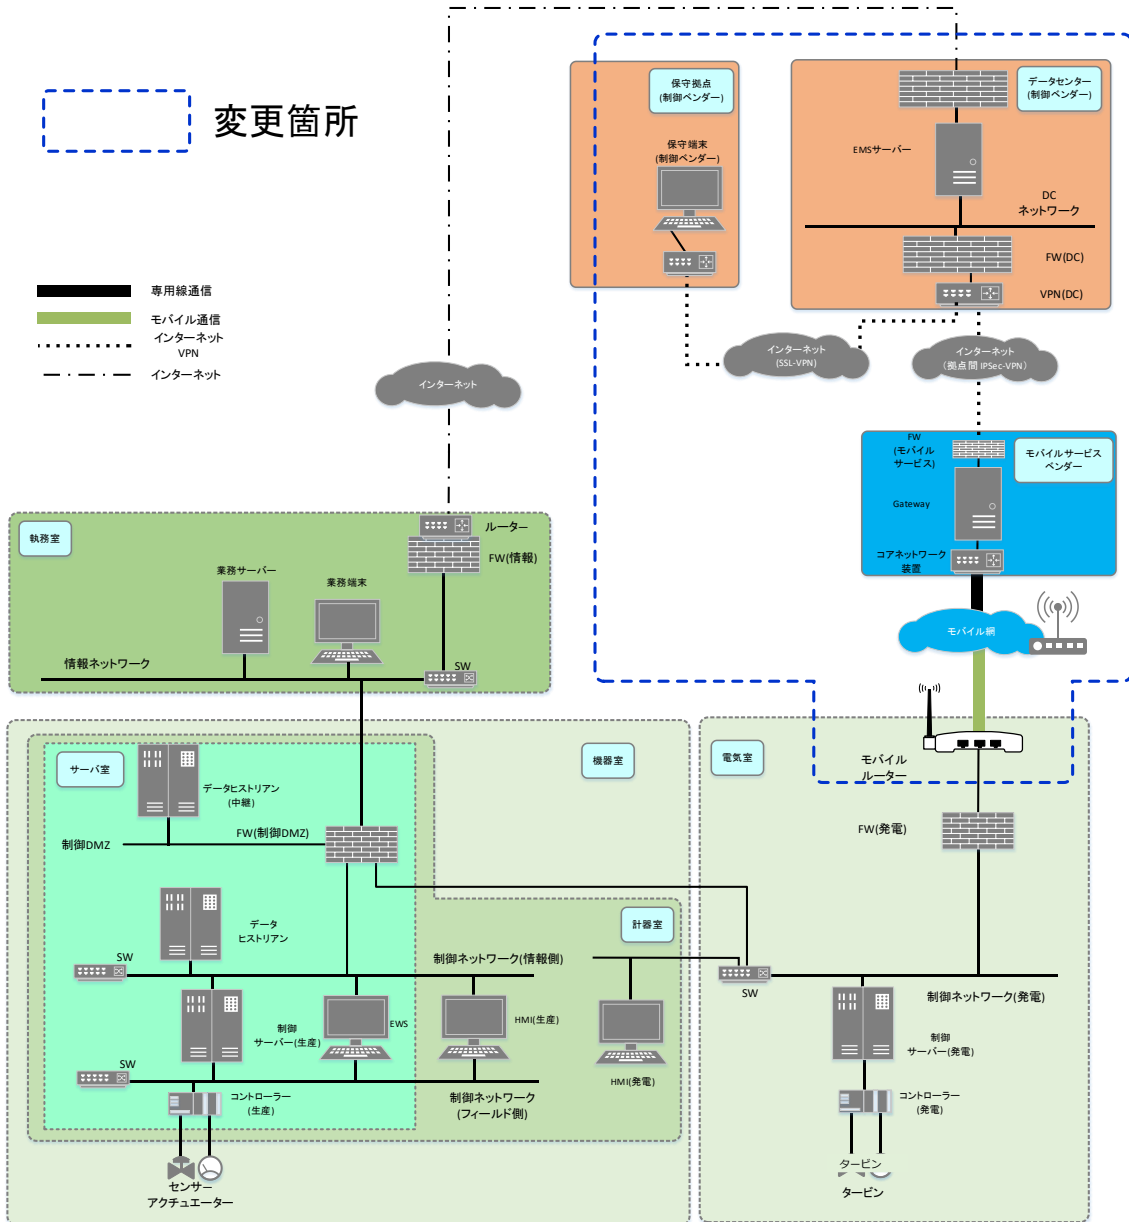 変更箇所
専用線通信
モバイル通信
インターネット
VPN
インターネット
インターネット
保守拠点
(制御ベンダー)
保守端末
(制御ベンダー)
データセンター
(制御ベンダー)
EMSサーバー
DC
ネットワーク
FW(DC)
VPN(DC)
インターネット
(SSL-VPN)
インターネット
(拠点間 IPSec-VPN)
FW
(モバイル
サービス)
モバイルサービス
ベンダー
Gateway
コアネットワーク
装置
モバイル網
執務室
ルーター
FW(情報)
業務サーバー
業務端末
情報ネットワーク
SW
サーバ室
機器室
データヒストリアン
(中継)
制御DMZ
FW(制御DMZ)
計器室
データ
ヒストリアン
SW
制御ネットワーク(情報側)
制御
サーバー(生産)
EWS
HMI(生産)
HMI(発電)
SW
コントローラー
(生産)
制御ネットワーク
(フィールド側)
センサー
アクチュエーター
電気室
モバイル
ルーター
FW(発電)
SW
制御ネットワーク(発電)
制御
サーバー(発電)
コントローラー
(発電)
タービン
タービン